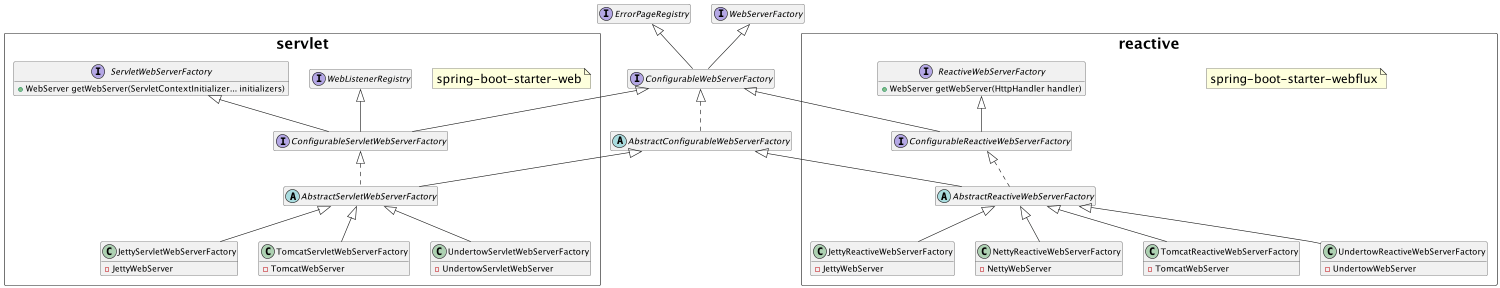 I ErrorPageRegistry
I WebServerFactory
servlet
I ServletWebServerFactory
WebServer getWebServer(ServletContextInitializer... initializers)
I WebListenerRegistry
spring-boot-starter-web
I ConfigurableServletWebServerFactory
A AbstractServletWebServerFactory
C JettyServletWebServerFactory
JettyWebServer
C TomcatServletWebServerFactory
TomcatWebServer
C UndertowServletWebServerFactory
UndertowServletWebServer
I ConfigurableWebServerFactory
A AbstractConfigurableWebServerFactory
reactive
I ReactiveWebServerFactory
WebServer getWebServer(HttpHandler handler)
spring-boot-starter-webflux
I ConfigurableReactiveWebServerFactory
A AbstractReactiveWebServerFactory
C JettyReactiveWebServerFactory
JettyWebServer
C NettyReactiveWebServerFactory
NettyWebServer
C TomcatReactiveWebServerFactory
TomcatWebServer
C UndertowReactiveWebServerFactory
UndertowWebServer